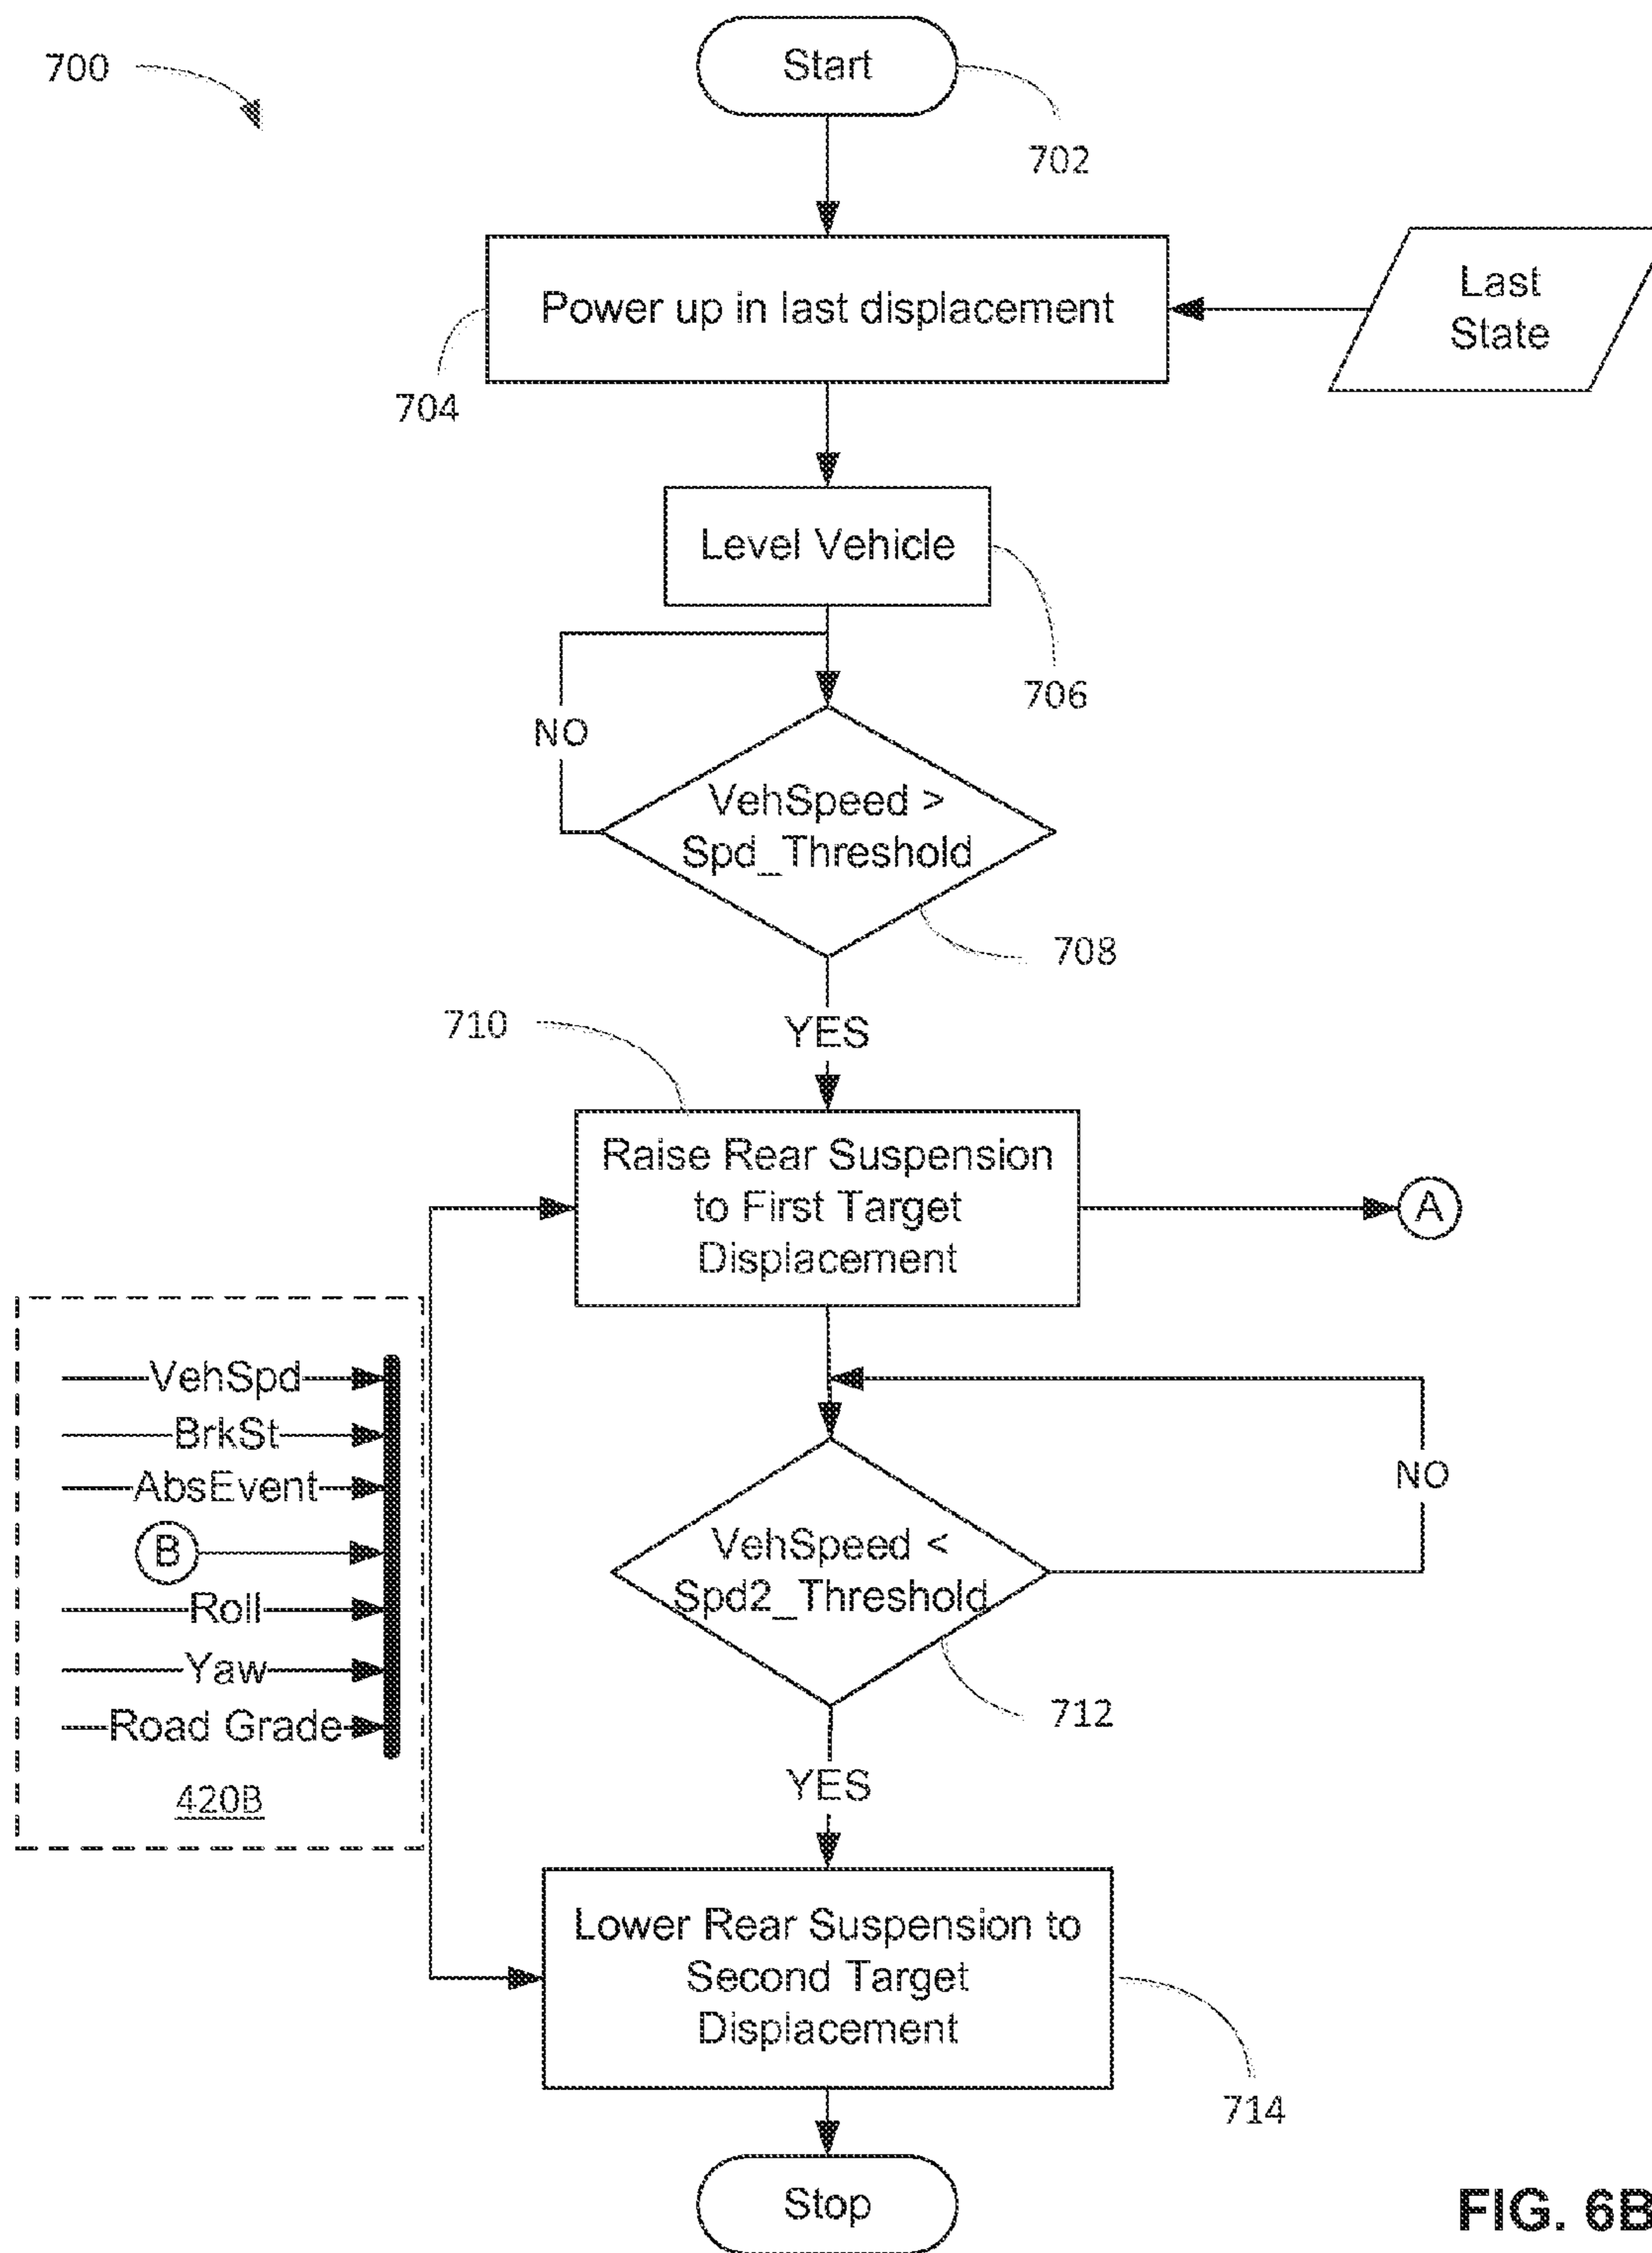 700
Start
702
Power up in last displacement
Last
State
704
Level Vehicle
706
NO
VehSpeed >
Spd_Threshold
708
YES
710
Raise Rear Suspension
to First Target
Displacement
A
VehSpd
BrkSt
AbsEvent
B
Roll
Yaw
Road Grade
420B
NO
VehSpeed <
Spd2_Threshold
712
YES
Lower Rear Suspension to
Second Target
Displacement
714
Stop
FIG. 6B